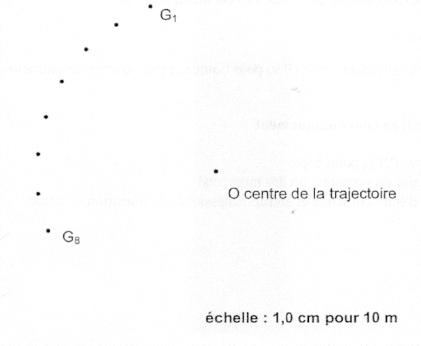 G1
O centre de la trajectoire
G8
échelle : 1,0 cm pour 10 m